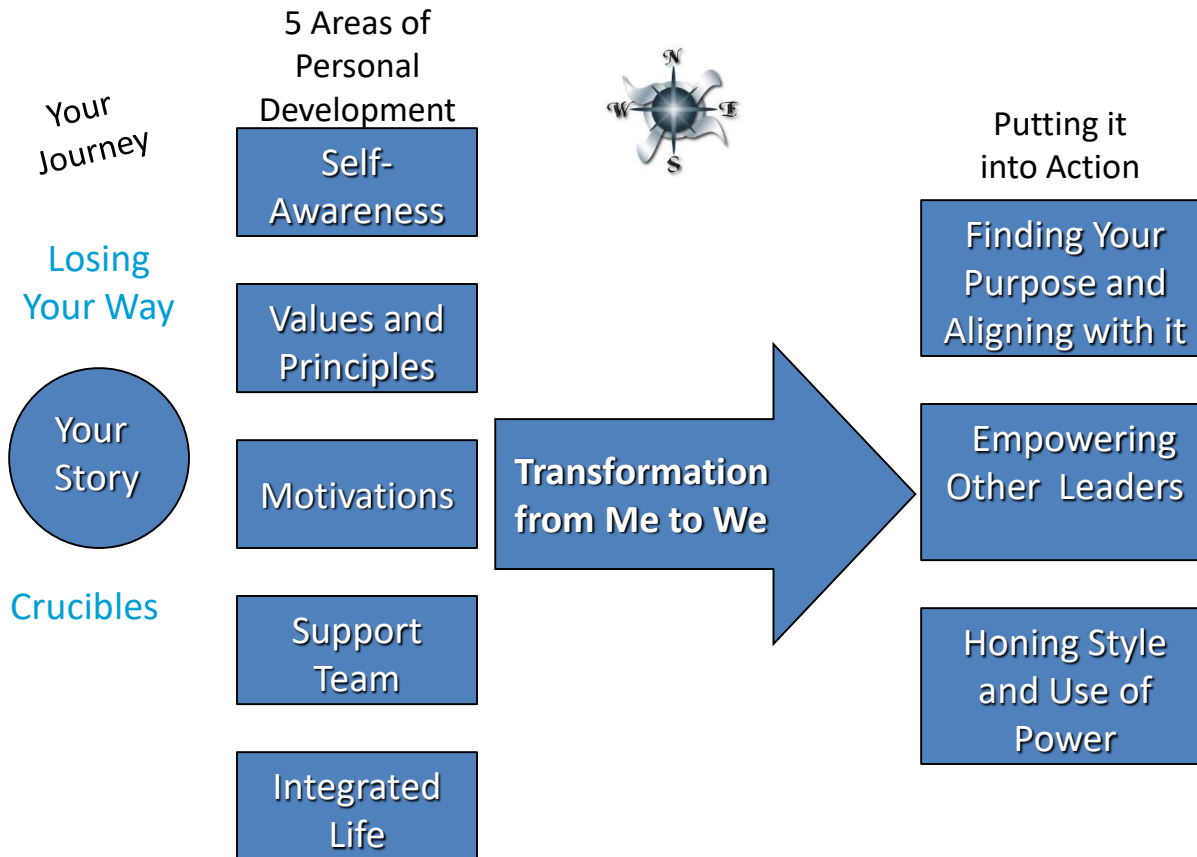 Your
Journey
Losing
Your Way
Your
Story
Crucibles
5 Areas of
Personal
Development
Self-
Awareness
Values and
Principles
Motivations
Support
Team
Integrated
Life
N
W
E
S
Transformation
from Me to We
Putting it
into Action
Finding Your
Purpose and
Aligning with it
Empowering
Other Leaders
Honing Style
and Use of
Power